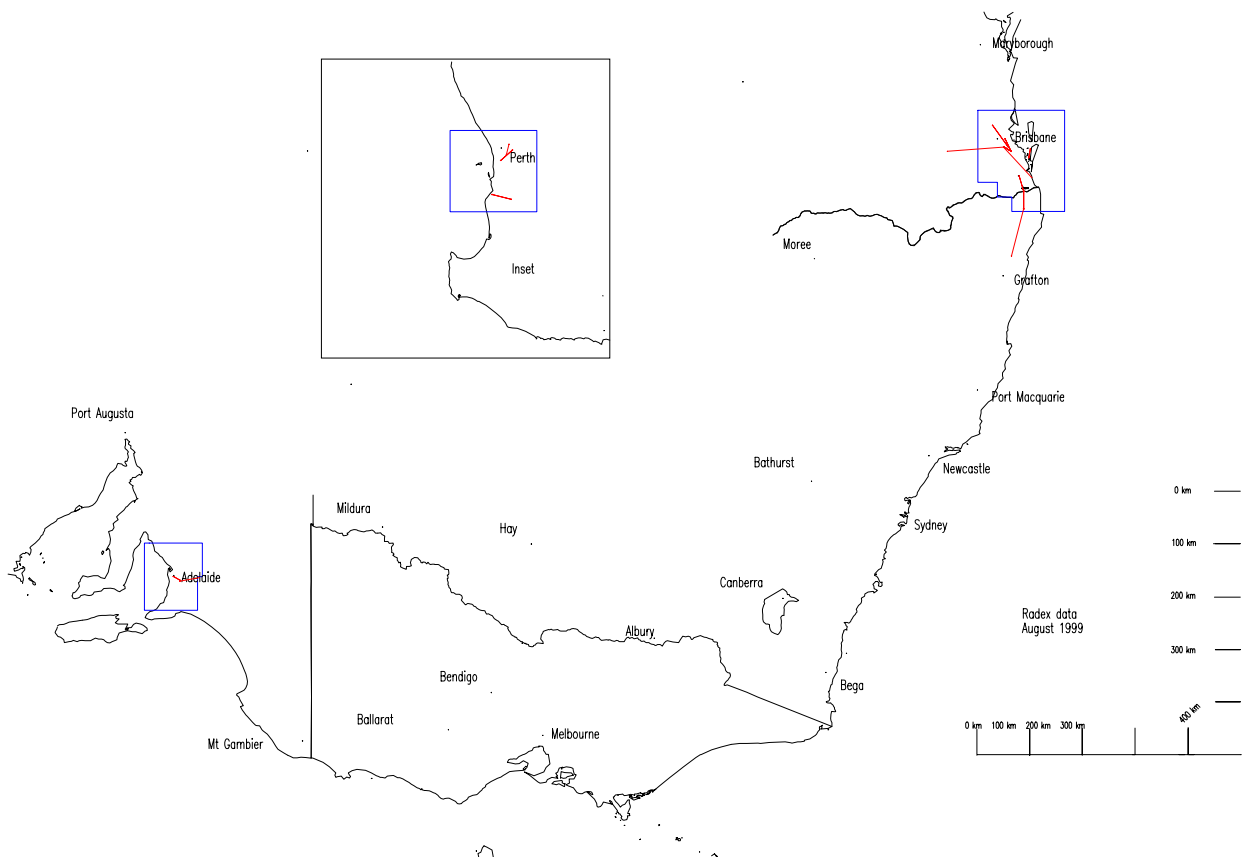 Maryborough
Brisbane
Perth
Moree
Inset
Grafton
Port Macquarie
Port Augusta
Bathurst
Newcastle
Mildura
Hay
Sydney
0 km
100 km
Adelaide
Canberra
200 km
Radex data
August 1999
Albury
300 km
Bendigo
Bega
Ballarat
Mt Gambier
Melbourne
0 km 100 km 200 km 300 km
400 km